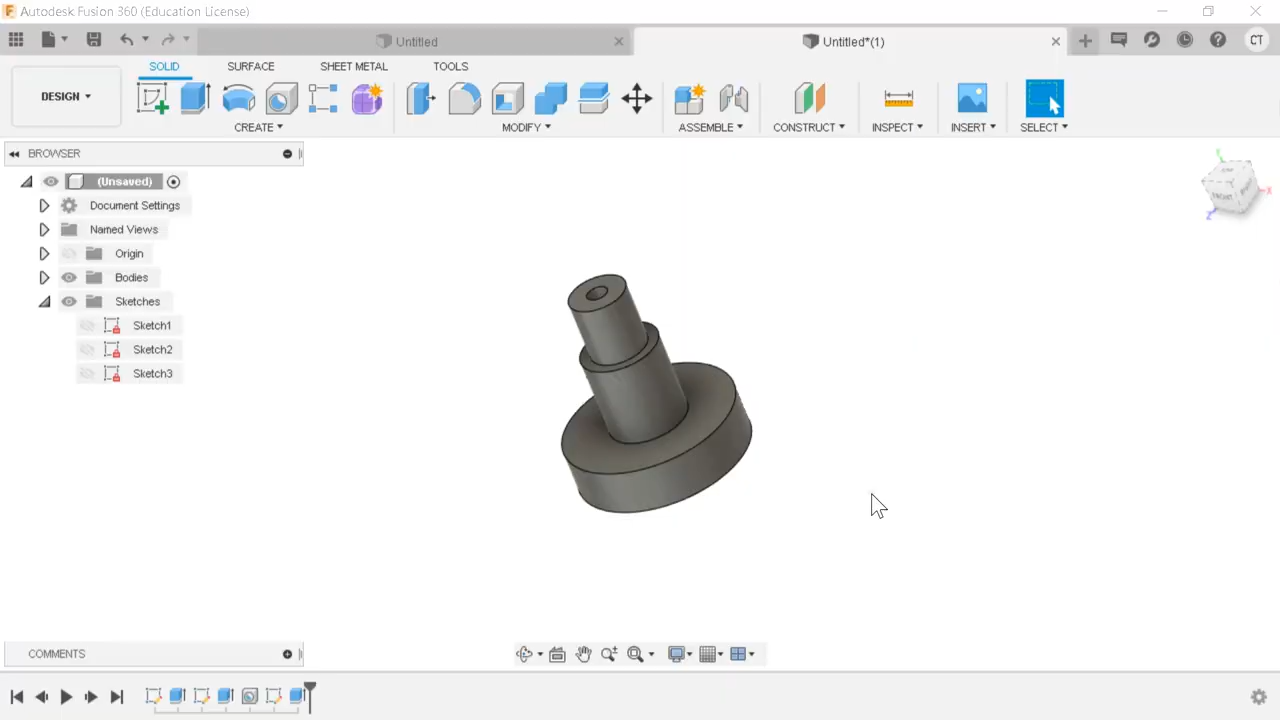 Autodesk Fusion 360 (Education License)
Untitled
Untitled*(1)
CT
SOLID
SURFACE
SHEET METAL
TOOLS
DESIGN
CREATE
MODIFY
ASSEMBLE
CONSTRUCT
INSPECT
INSERT
SELECT
BROWSER
(Unsaved)
Document Settings
Named Views
Origin
Bodies
Sketches
Sketch1
Sketch2
Sketch3
FRONT
X
Y
Z
COMMENTS